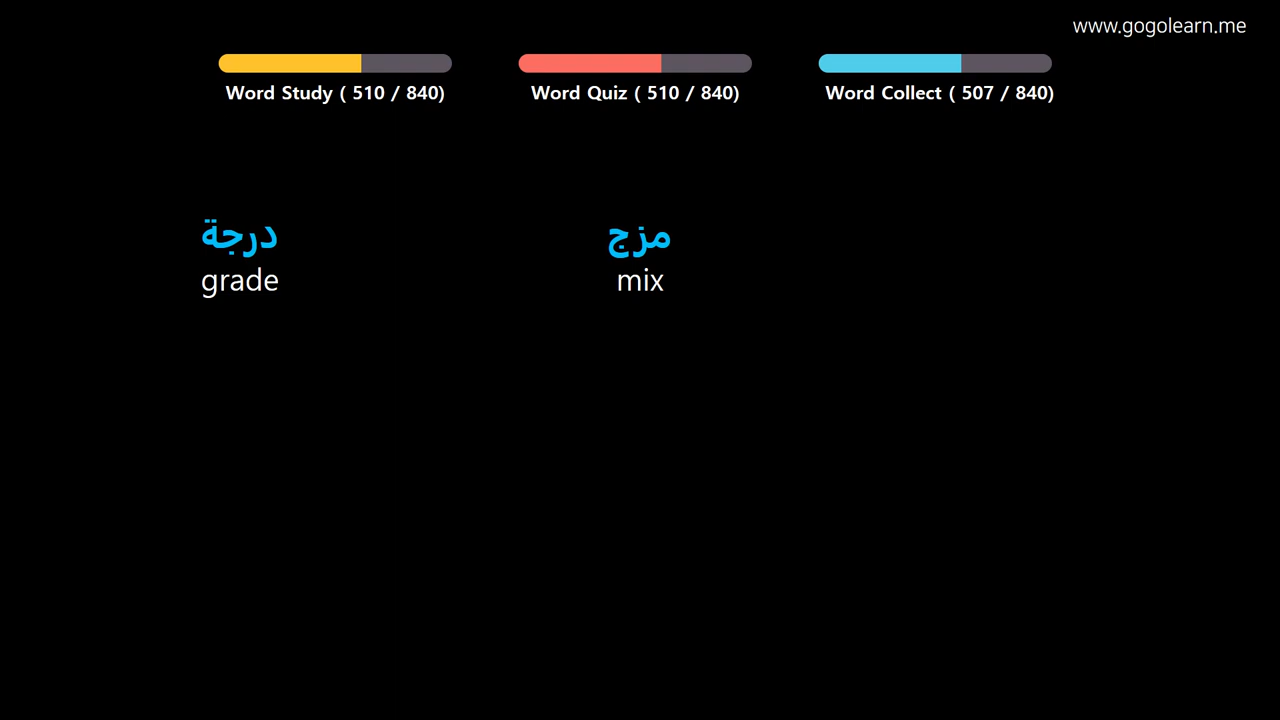 www.gogolearn.me
Word Study ( 510 / 840)
Word Quiz ( 510 / 840)
Word Collect ( 507 / 840)
درجة
grade
مزج
mix